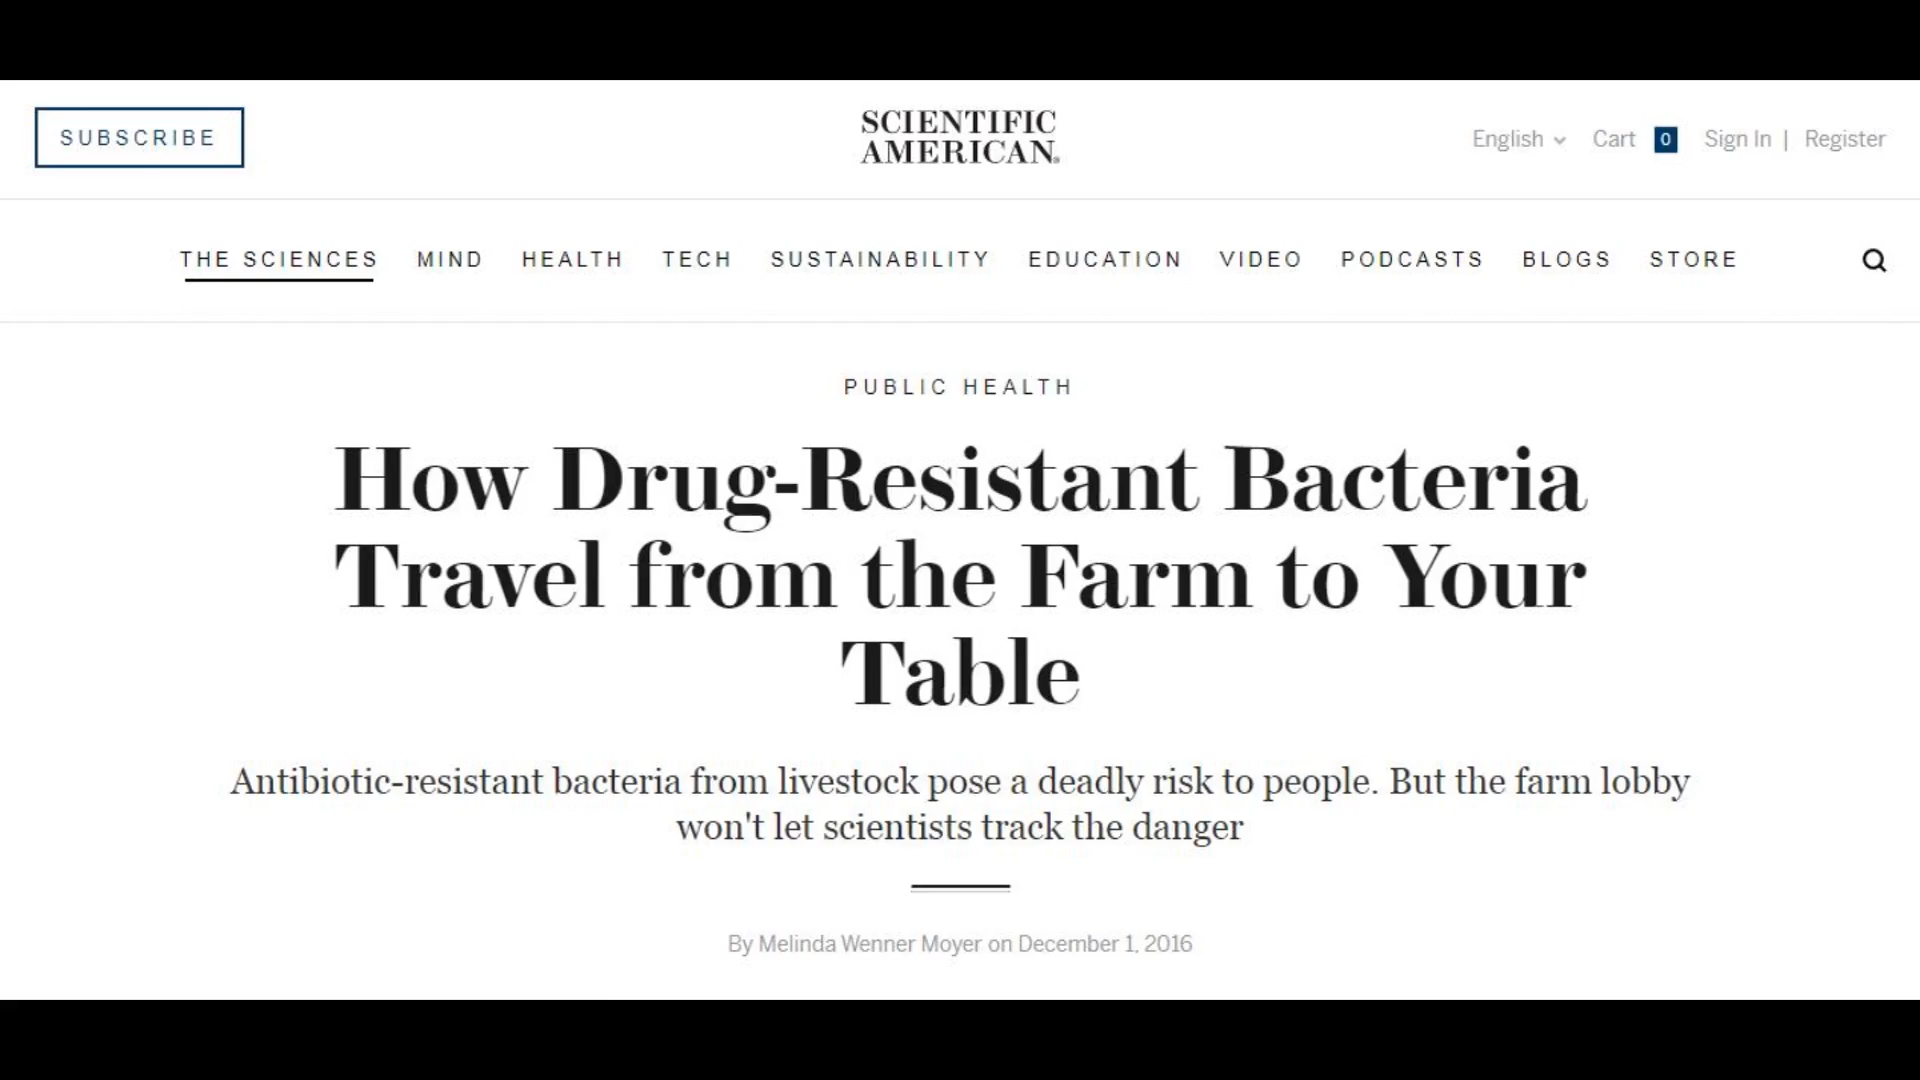 SUBSCRIBE
SCIENTIFIC
AMERICAN®
English Cart 0 Sign In | Register
THE SCIENCES MIND HEALTH TECH SUSTAINABILITY EDUCATION VIDEO PODCASTS BLOGS STORE
PUBLIC HEALTH
How Drug-Resistant Bacteria
Travel from the Farm to Your
Table
Antibiotic-resistant bacteria from livestock pose a deadly risk to people. But the farm lobby
won't let scientists track the danger
By Melinda Wenner Moyer on December 1, 2016